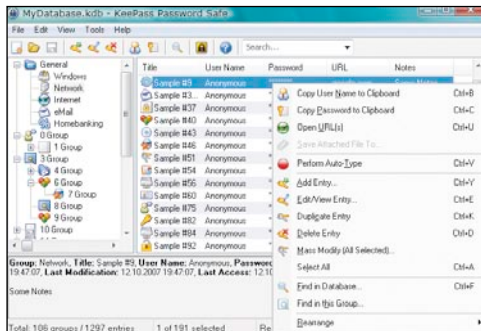 MyDatabase.kdb - KeePass Password Safe
File Edit View Tools Help
Search...
General
Windows
Network
Internet
eMail
Homebanking
0 Group
1 Group
3 Group
4 Group
6 Group
7 Group
8 Group
9 Group
10 Group
Title User Name Password URL Notes
Sample #9 Anonymous Some Notes
Sample #3... Anonymous
Sample #37 Anonymous
Sample #40 Anonymous
Sample #43 Anonymous
Sample #46 Anonymous
Sample #51 Anonymous
Sample #54 Anonymous
Sample #56 Anonymous
Sample #60 Anonymous
Sample #75 Anonymous
Sample #82 Anonymous
Sample #84 Anonymous
Sample #92 Anonymous
Copy User Name to Clipboard Ctrl+B
Copy Password to Clipboard Ctrl+C
Open URL(s) Ctrl+U
Save Attached File To...
Perform Auto-Type Ctrl+V
Add Entry... Ctrl+Y
Edit/View Entry... Ctrl+E
Duplicate Entry Ctrl+K
Delete Entry Ctrl+D
Mass Modify (All Selected)...
Select All Ctrl+A
Find in Database... Ctrl+F
Find in this Group...
Rearrange
Group: Network, Title: Sample #9, User Name: Anonymous, Passwor
19:47:07, Last Modification: 12.10.2007 19:47:07, Last Access: 12.10
Some Notes
Total: 106 groups / 1297 entries 1 of 191 selected Re